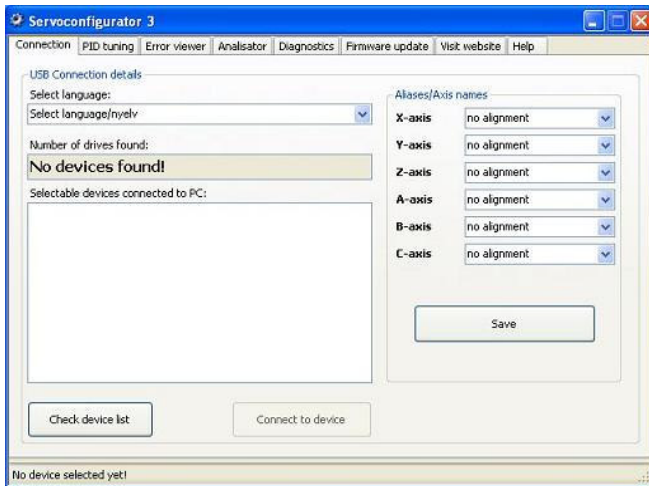 Servoconfigurator 3
Connection PID tuning Error viewer Analisator Diagnostics Firmware update Visit website Help
USB Connection details
Select language:
Select language/nyelv
Number of drives found:
No devices found!
Selectable devices connected to PC:
Check device list
Connect to device
Aliases/Axis names
X-axis no alignment
Y-axis no alignment
Z-axis no alignment
A-axis no alignment
B-axis no alignment
C-axis no alignment
Save
No device selected yet!